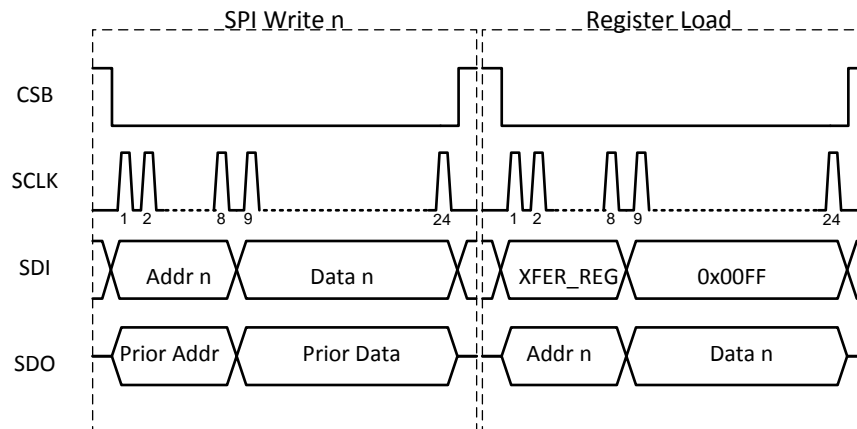 SPI Write n Register Load
CSB
SCLK
1 2 8 9 24 1 2 8 9 24
SDI Addr n Data n XFER_REG 0x00FF
SDO Prior Addr Prior Data Addr n Data n